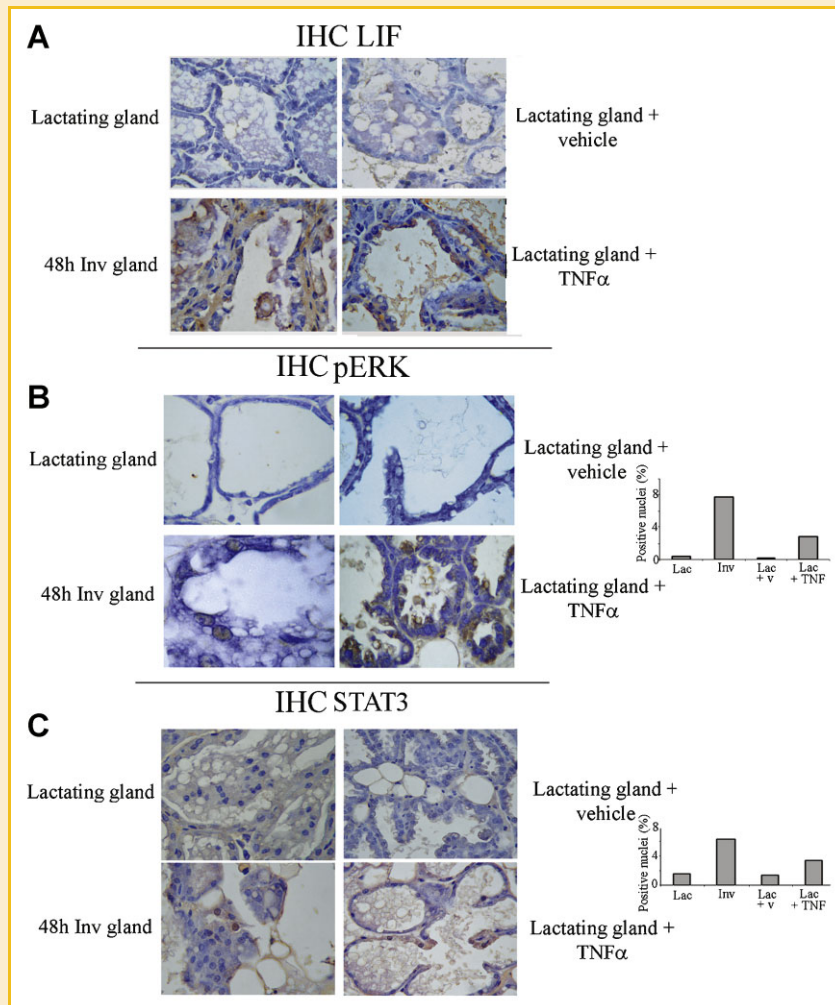 A
IHC LIF
Lactating gland
Lactating gland +
vehicle
48h Inv gland
Lactating gland +
TNFα
IHC pERK
B
Lactating gland
Lactating gland +
vehicle
48h Inv gland
Lactating gland +
TNFα
Positive nuclei (%)
8
4
0
Lac
Inv
Lac
+ v
Lac
+ TNF
IHC STAT3
C
Lactating gland
Lactating gland +
vehicle
48h Inv gland
Lactating gland +
TNFα
Positive nuclei (%)
8
4
0
Lac
Inv
Lac
+ v
Lac
+ TNF